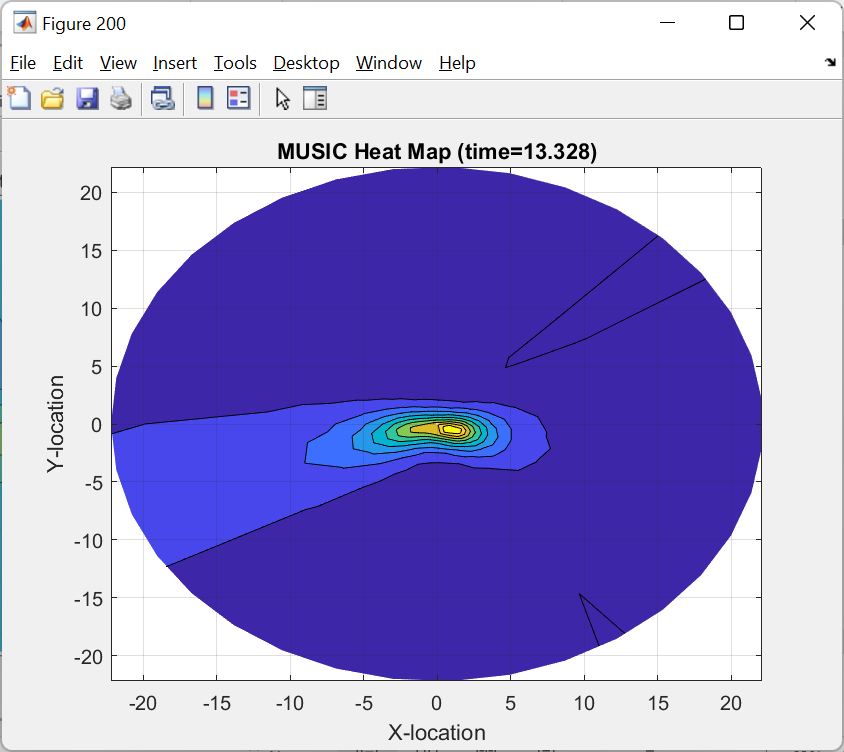 Figure 200
File Edit View Insert Tools Desktop Window Help
MUSIC Heat Map (time=13.328)
20
15
10
5
0
-5
-10
-15
-20
Y-location
-20 -15 -10 -5 0 5 10 15 20
X-location